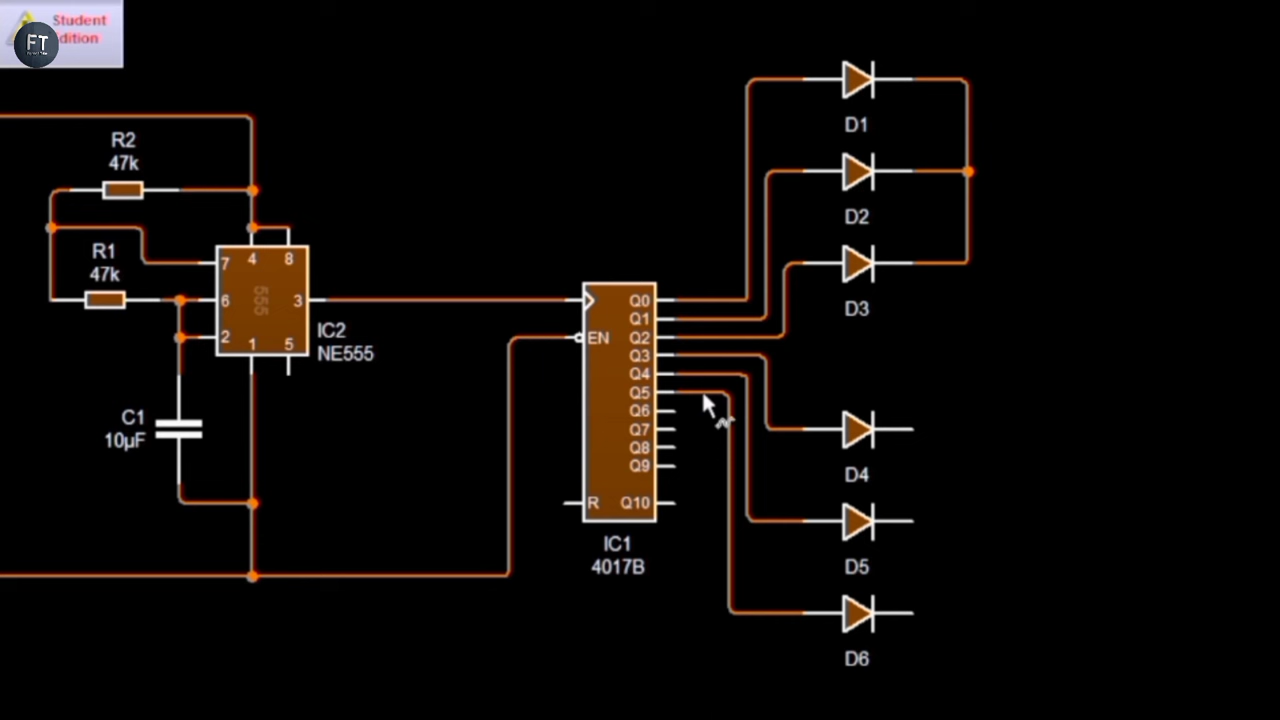 Student
dition
FT
R2
47k
R1
47k
7
4
8
6
555
3
2
1
5
IC2
NE555
C1
10µF
EN
R
Q0
Q1
Q2
Q3
Q4
Q5
Q6
Q7
Q8
Q9
Q10
IC1
4017B
D1
D2
D3
D4
D5
D6